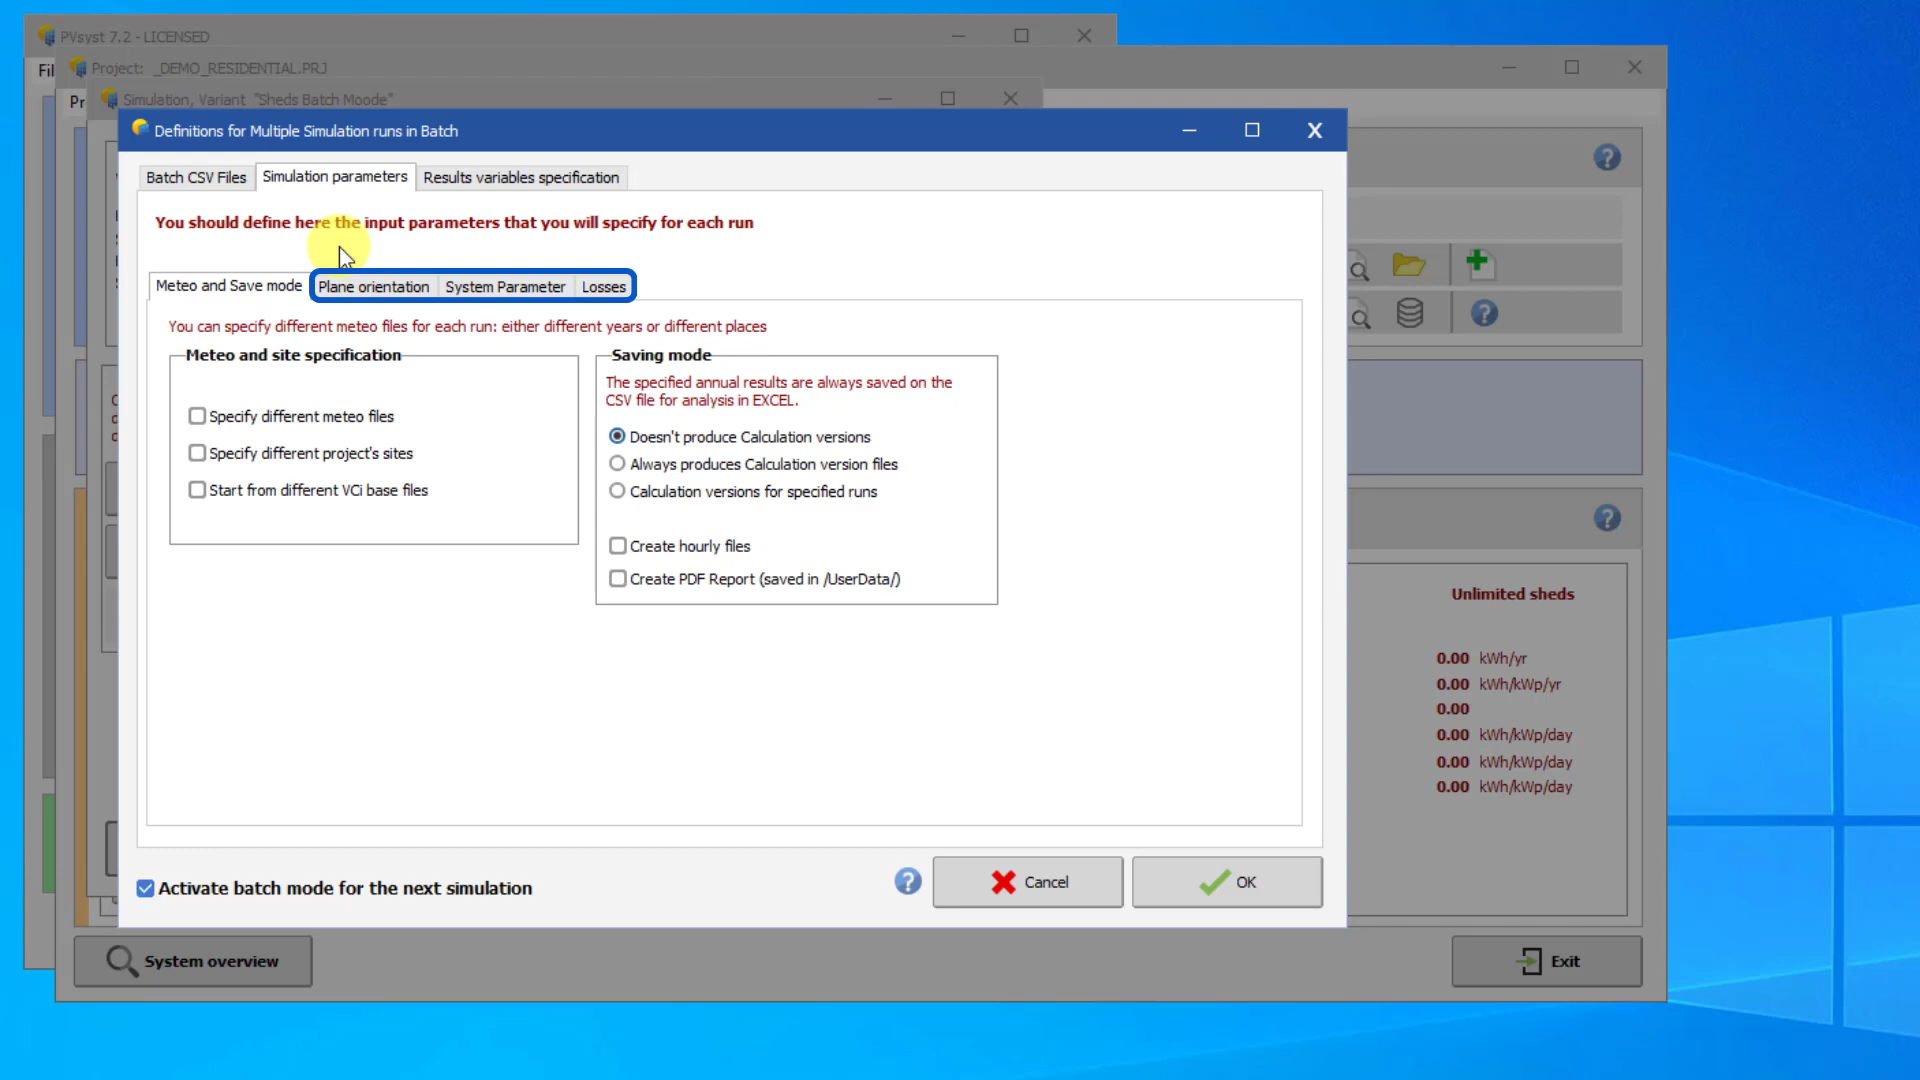 PVsyst 7.2 - LICENSED
Fil
Project: _DEMO_RESIDENTIAL.PRJ
Pr
Simulation, Variant "Sheds Batch Moode"
Definitions for Multiple Simulation runs in Batch
Batch CSV Files
Simulation parameters
Results variables specification
You should define here the input parameters that you will specify for each run
Meteo and Save mode
Plane orientation
System Parameter
Losses
You can specify different meteo files for each run: either different years or different places
Meteo and site specification
Specify different meteo files
Specify different project's sites
Start from different VCi base files
Saving mode
The specified annual results are always saved on the
CSV file for analysis in EXCEL.
Doesn't produce Calculation versions
Always produces Calculation version files
Calculation versions for specified runs
Create hourly files
Create PDF Report (saved in /UserData/)
Activate batch mode for the next simulation
Cancel
OK
Unlimited sheds
0.00 kWh/yr
0.00 kWh/kWp/yr
0.00
0.00 kWh/kWp/day
0.00 kWh/kWp/day
0.00 kWh/kWp/day
System overview
Exit